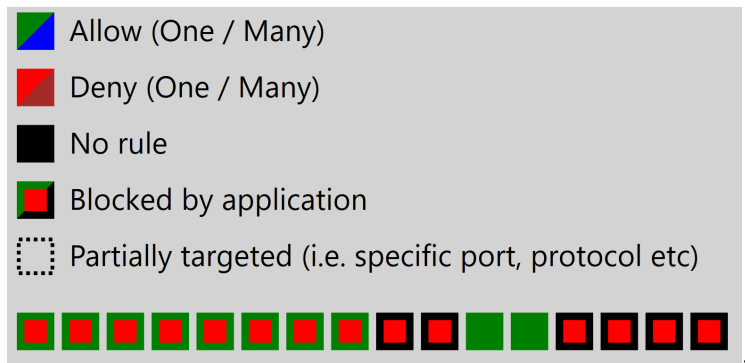 Allow (One / Many)
Deny (One / Many)
No rule
Blocked by application
Partially targeted (i.e. specific port, protocol etc)